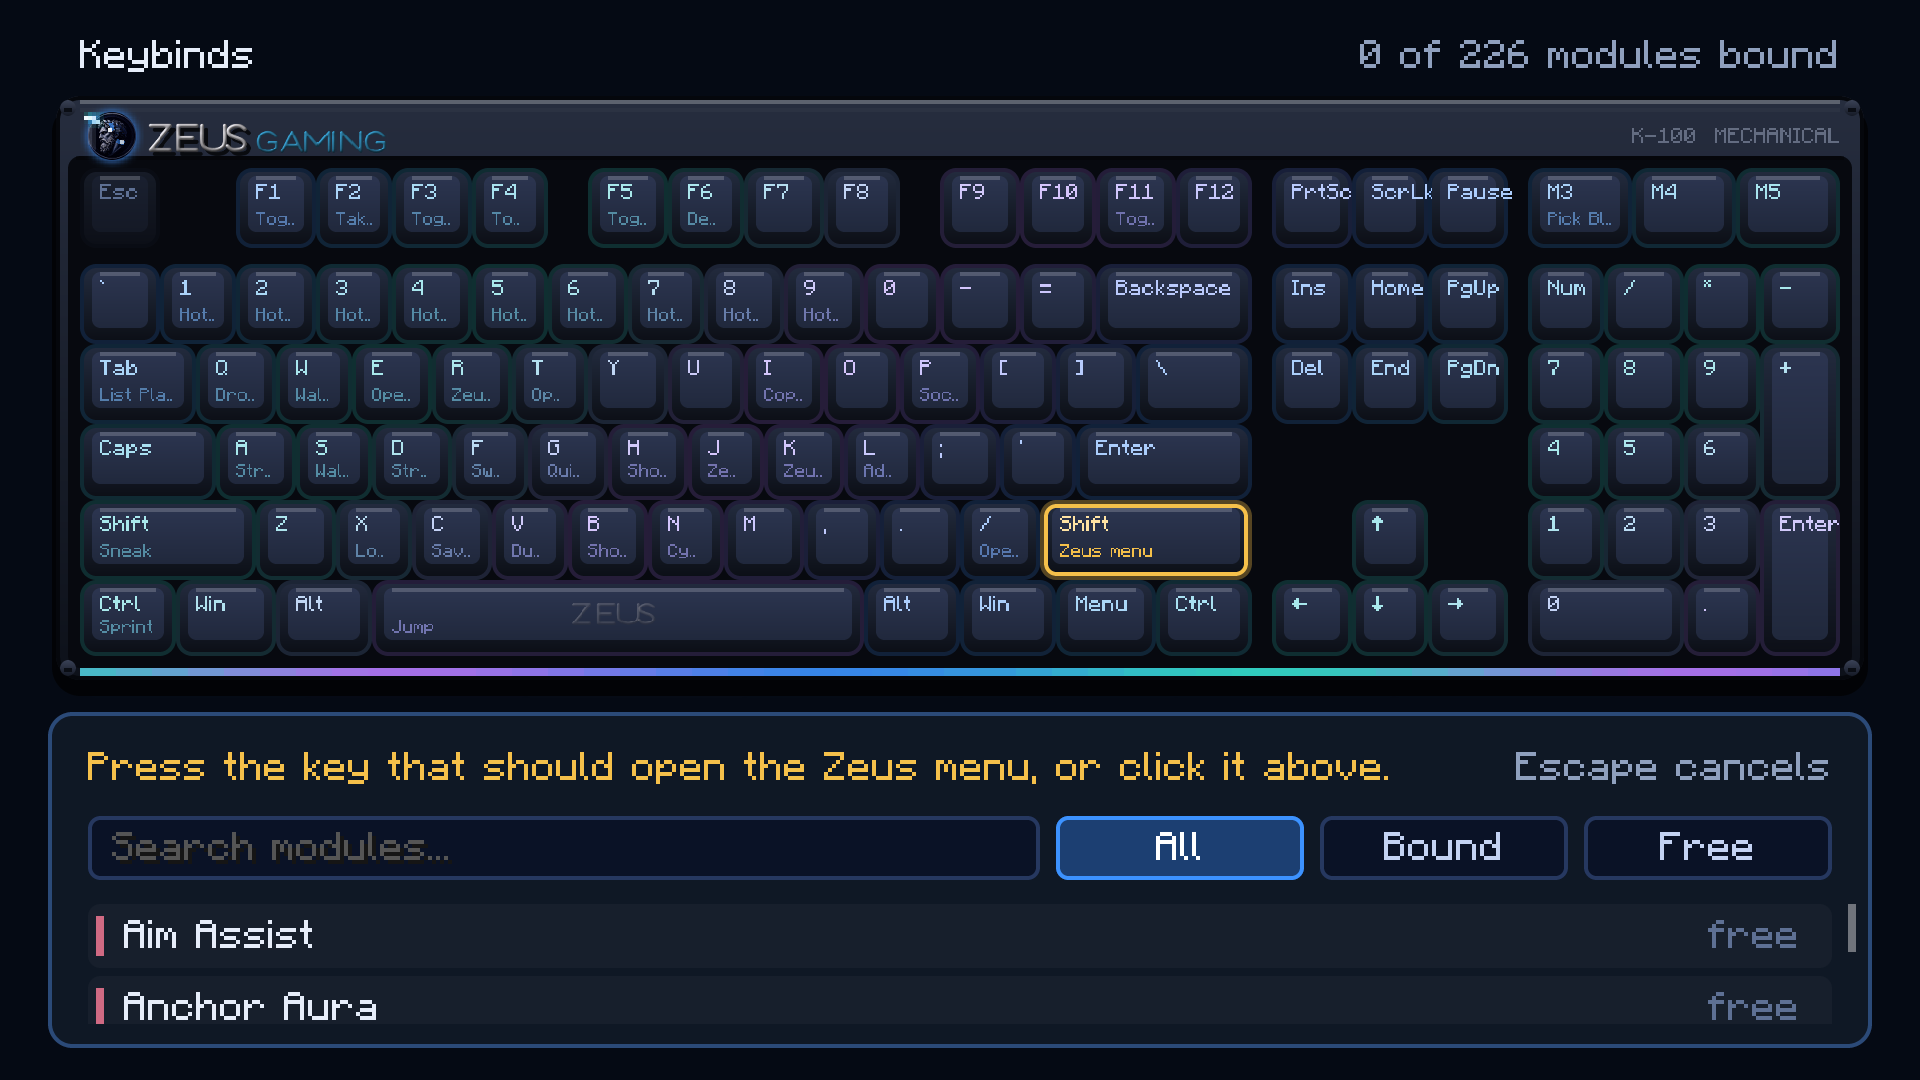 Keybinds
0 of 226 modules bound
ZEUS GAMING
K-100 MECHANICAL
Esc F1 F2 F3 F4 F5 F6 F7 F8 F9 F10 F11 F12 PrtSc ScrLk Pause M3 M4 M5
Tog.. Tak.. Tog.. To.. Tog.. De.. Tog.. Pick Bl..
` 1 2 3 4 5 6 7 8 9 0 - = Backspace Ins Home PgUp Num / * -
Hot.. Hot.. Hot.. Hot.. Hot.. Hot.. Hot.. Hot.. Hot..
Tab Q W E R T Y U I O P [ ] \ Del End PgDn 7 8 9 +
List Pla.. Dro.. Wal.. Ope.. Zeu.. Op.. Cop.. Soc..
Caps A S D F G H J K L ; ' Enter 4 5 6
Str.. Wal.. Str.. Sw.. Qui.. Sho.. Ze.. Zeu.. Ad..
Shift Z X C V B N M , . / Shift ↑ 1 2 3 Enter
Sneak Lo.. Sav.. Du.. Sho.. Cy.. Ope.. Zeus menu
Ctrl Win Alt ZEUS Alt Win Menu Ctrl ← ↓ → 0 .
Sprint Jump
Press the key that should open the Zeus menu, or click it above.
Escape cancels
Search modules...
All
Bound
Free
Aim Assist
free
Anchor Aura
free